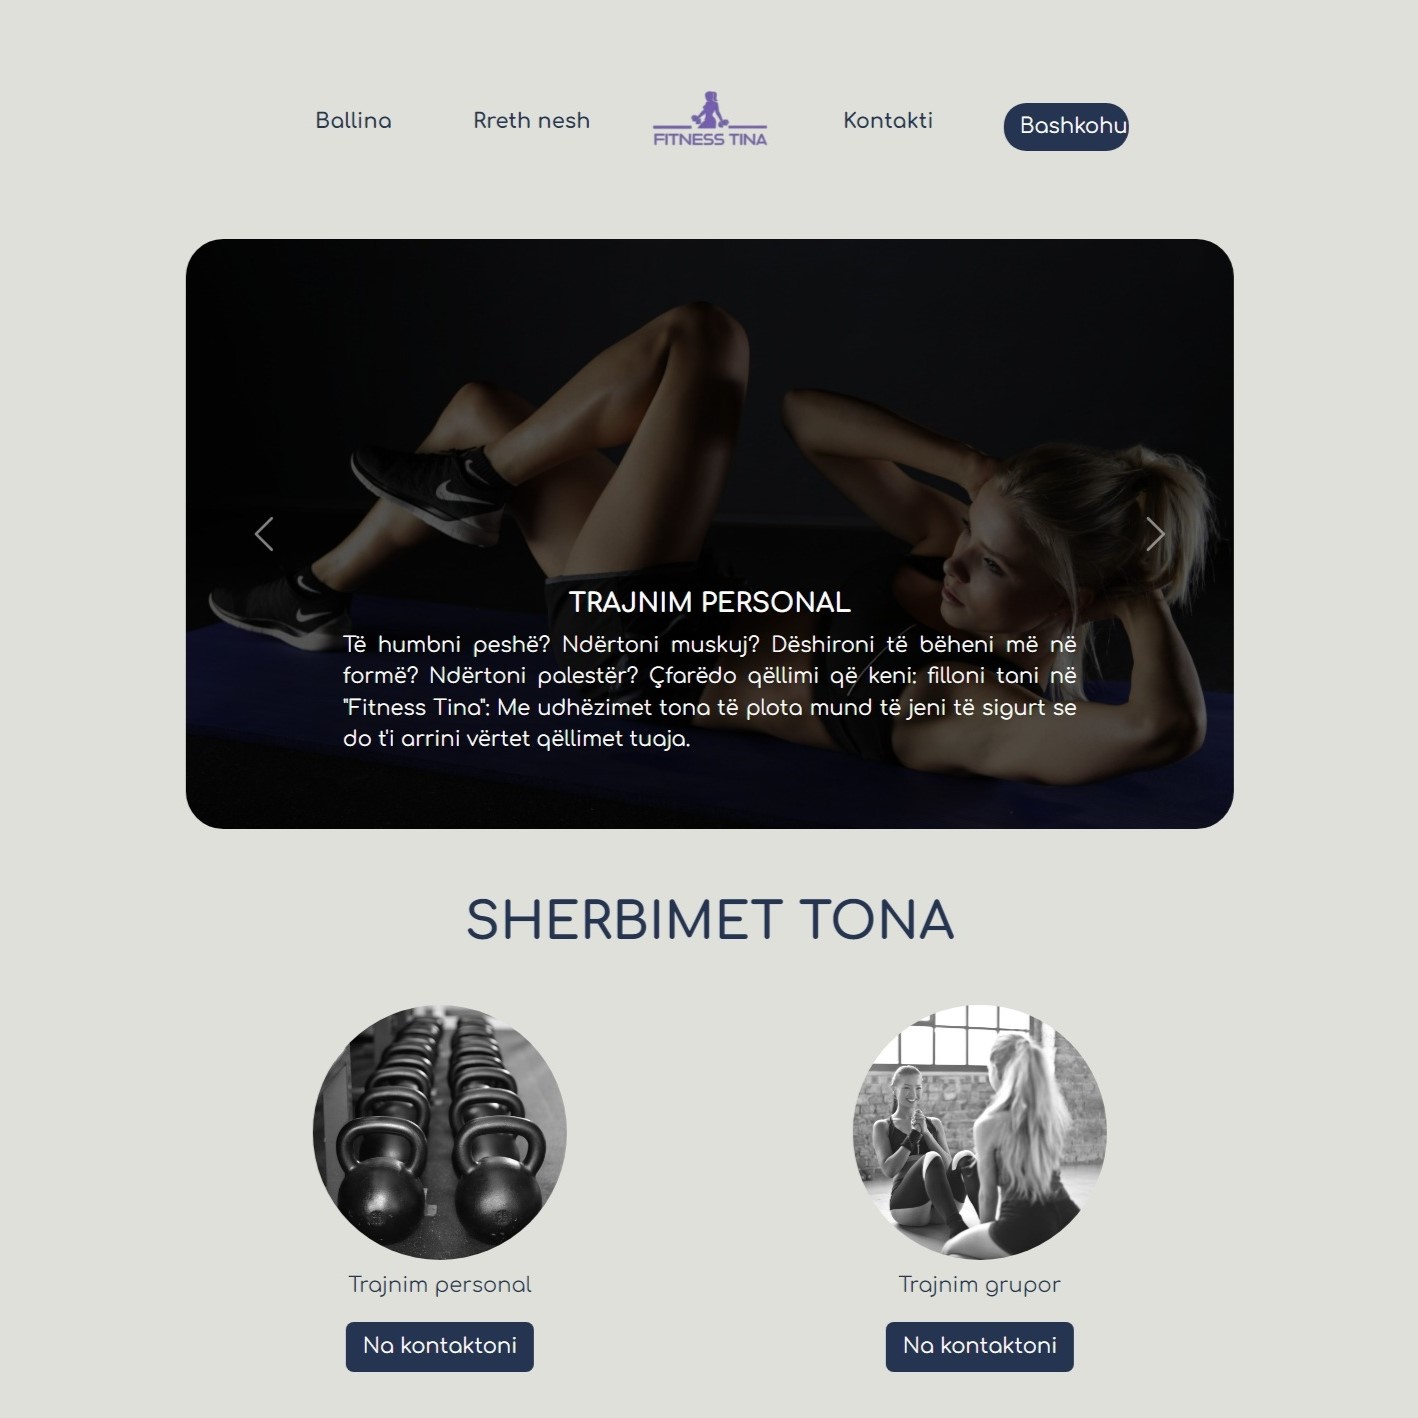 Ballina
Rreth nesh
FITNESS TINA
Kontakti
Bashkohu
TRAJNIM PERSONAL
Të humbni peshë? Ndërtoni muskuj? Dëshironi të bëheni më në
formë? Ndërtoni palestër? Çfarëdo qëllimi që keni: filloni tani në
"Fitness Tina": Me udhëzimet tona të plota mund të jeni të sigurt se
do t'i arrini vërtet qëllimet tuaja.
SHERBIMET TONA
Trajnim personal
Trajnim grupor
Na kontaktoni
Na kontaktoni